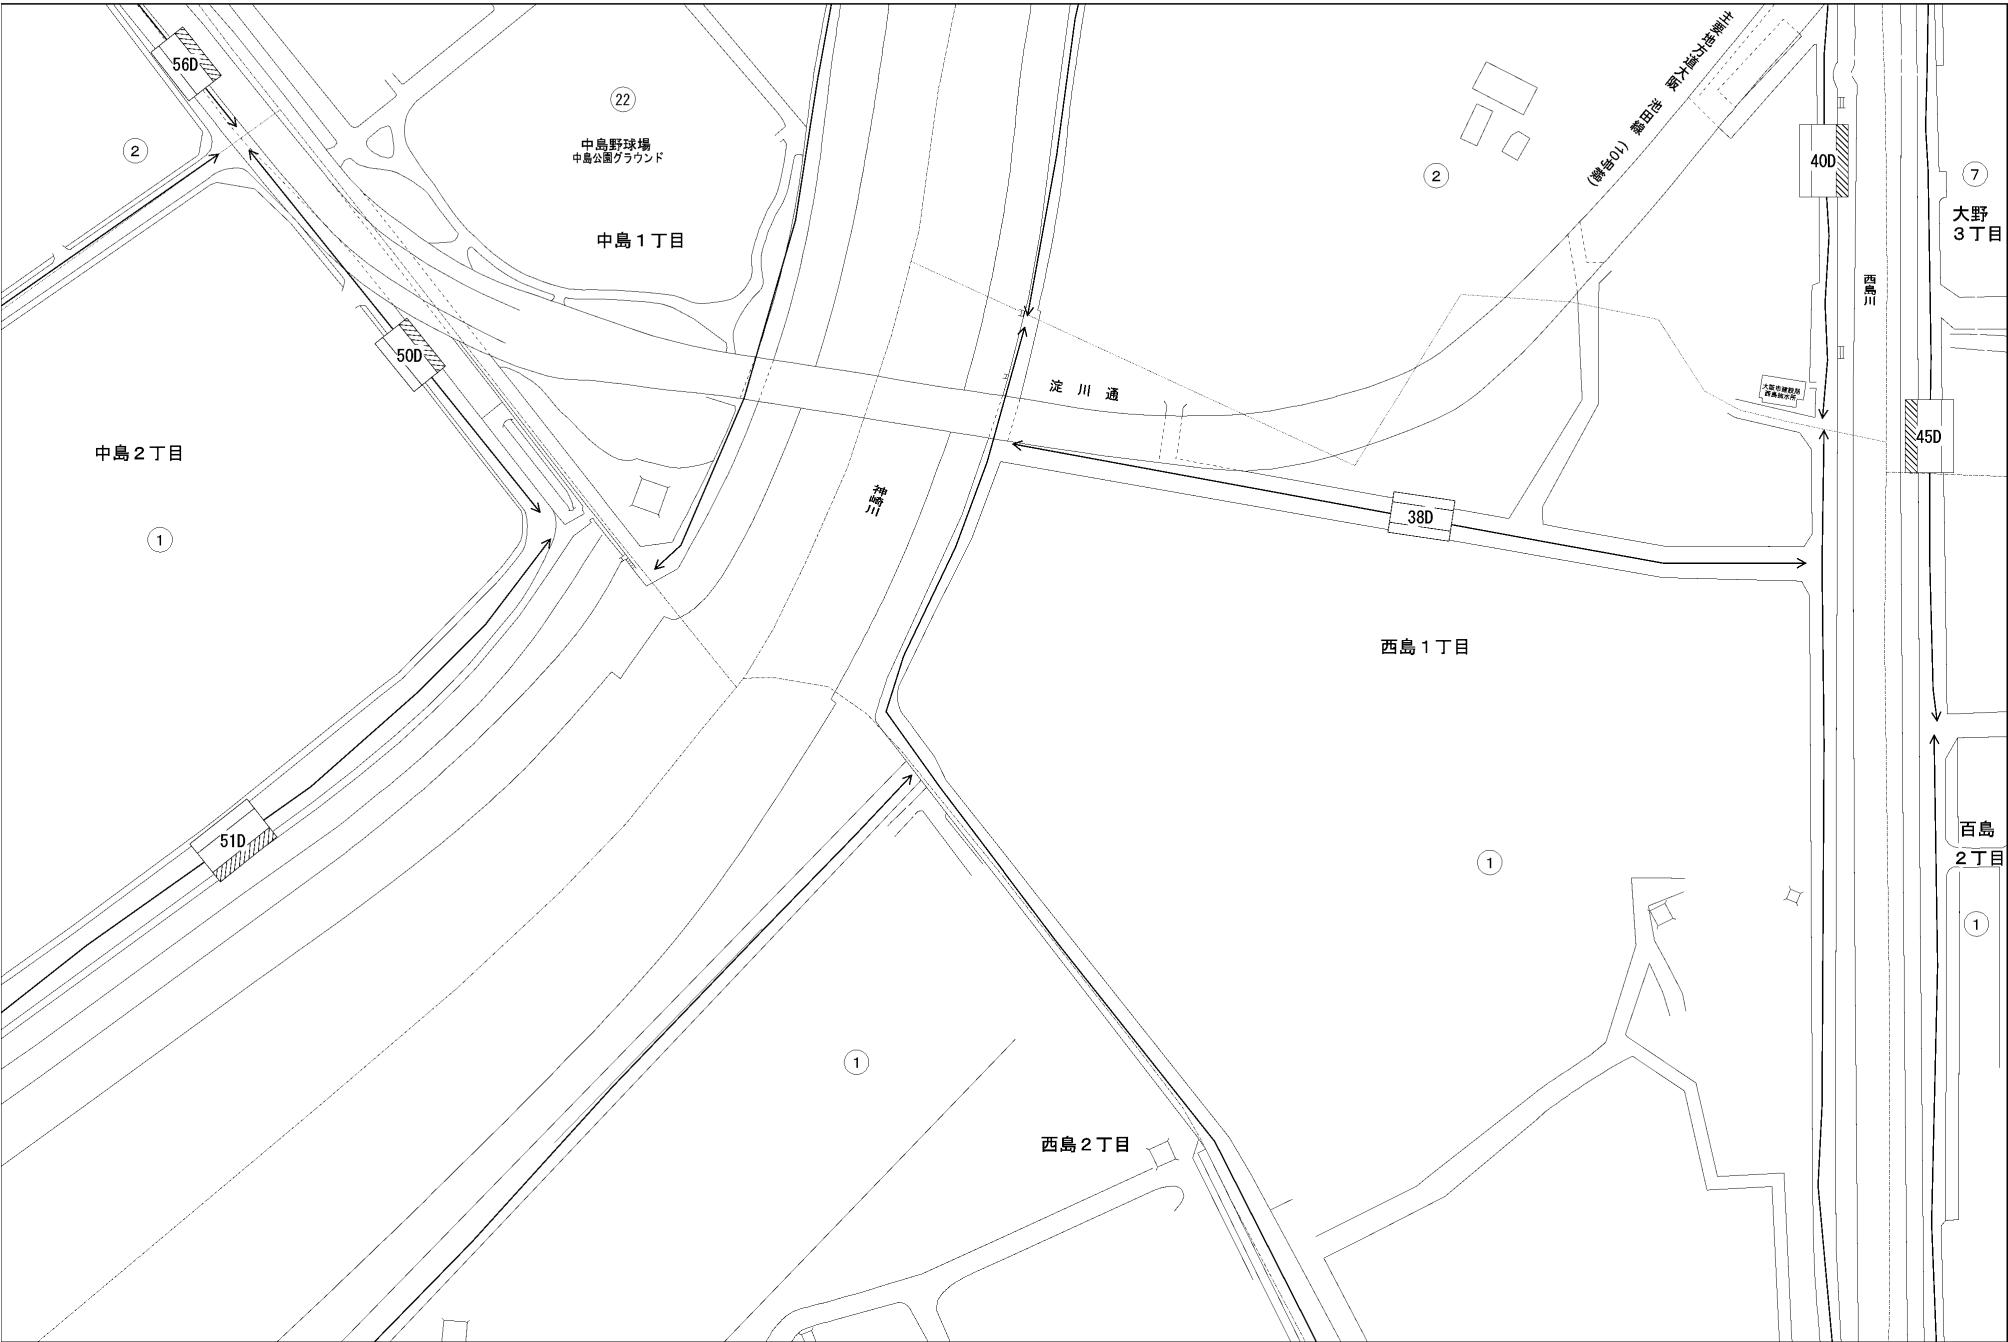 56D
22
中島野球場
中島公園グラウンド
2
中島１丁目
主要地方道大阪 池田線（10号線）
2
40D
7
大野
３丁目
西島川
50D
淀川通
大阪市建設局
西島抽水所
45D
中島２丁目
神崎川
38D
1
西島１丁目
51D
百島
２丁目
1
1
1
西島２丁目